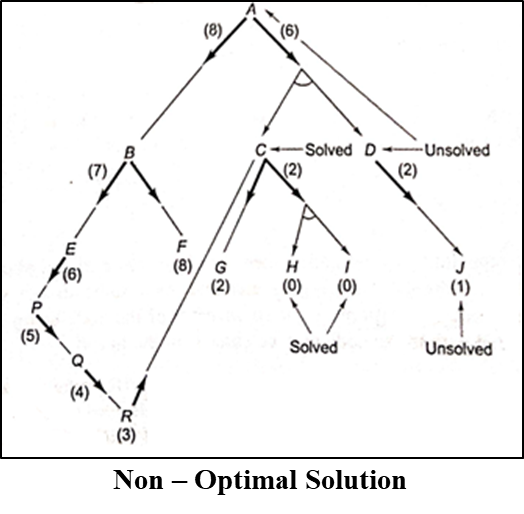 A
(8) (6)
B C Solved D Unsolved
(7) (2) (2)
E F G H I J
(6) (8) (2) (0) (0) (1)
P
(5) Solved Unsolved
Q
(4)
R
(3)
Non – Optimal Solution